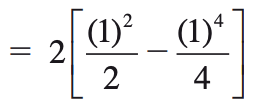 = 2[(1)²/2 − (1)⁴/4]